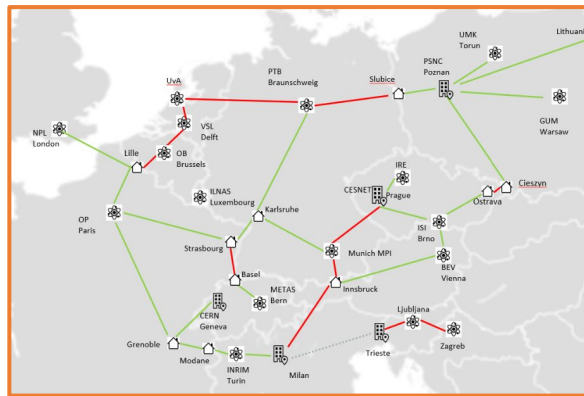 UMK
Torun
Lithuani
PTB
Braunschweig
Slubice
PSNC
Poznan
UvA
GUM
Warsaw
VSL
Delft
NPL
London
Lille
OB
Brussels
IRE
CESNET
Prague
Cieszyn
Ostrava
ILNAS
Luxembourg
Karlsruhe
OP
Paris
ISI
Brno
Strasbourg
Munich MPI
BEV
Vienna
Basel
METAS
Bern
Innsbruck
CERN
Geneva
Ljubljana
Grenoble
Modane
INRIM
Turin
Milan
Trieste
Zagreb